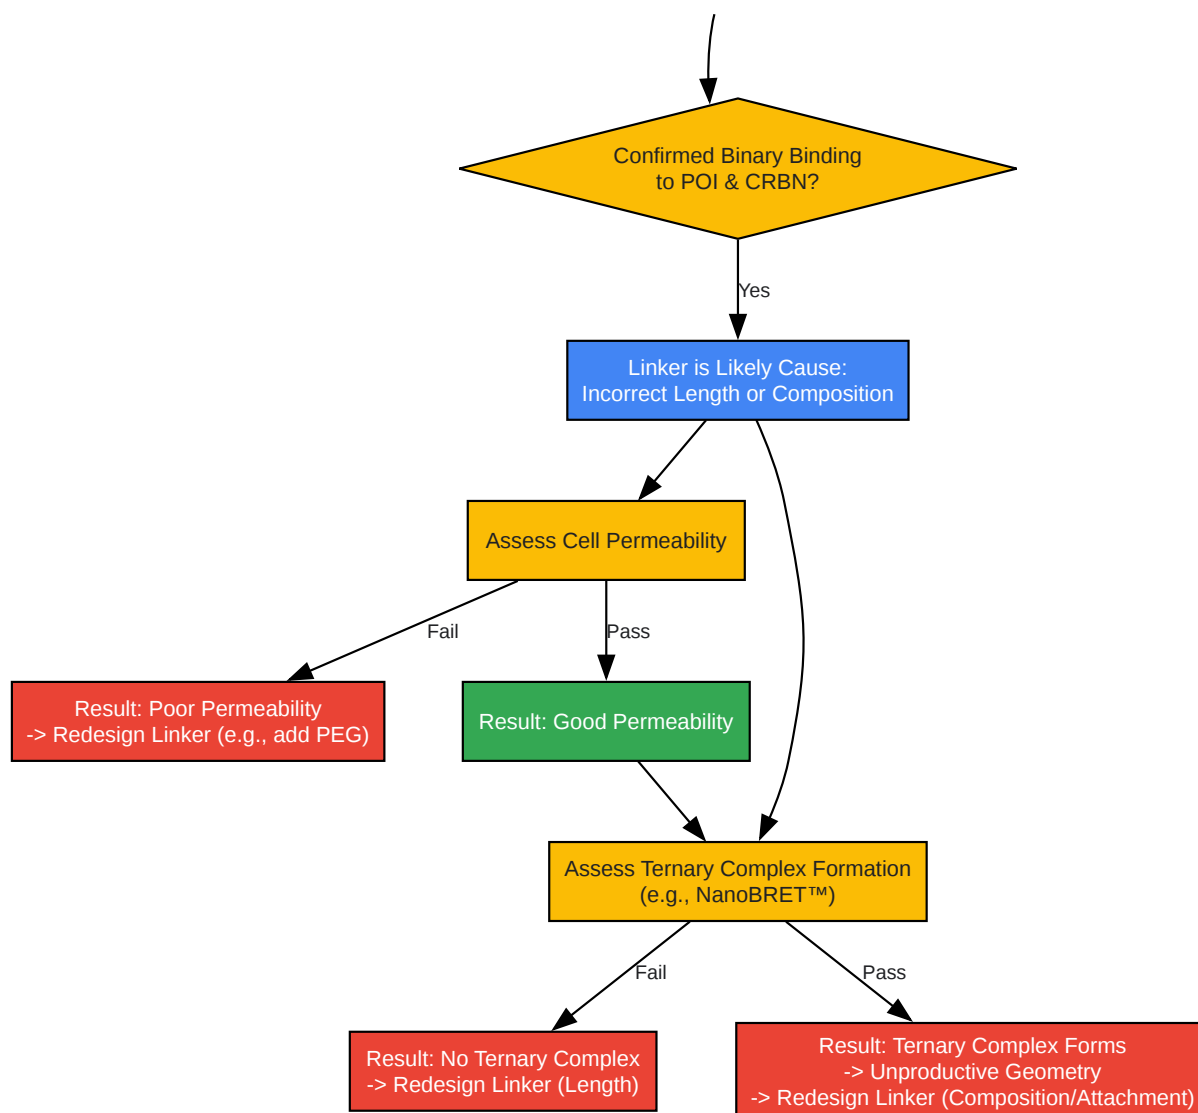 Confirmed Binary Binding
to POI & CRBN?
Yes
Linker is Likely Cause:
Incorrect Length or Composition
Assess Cell Permeability
Fail
Pass
Result: Poor Permeability
-> Redesign Linker (e.g., add PEG)
Result: Good Permeability
Assess Ternary Complex Formation
(e.g., NanoBRET™)
Fail
Pass
Result: No Ternary Complex
-> Redesign Linker (Length)
Result: Ternary Complex Forms
-> Unproductive Geometry
-> Redesign Linker (Composition/Attachment)